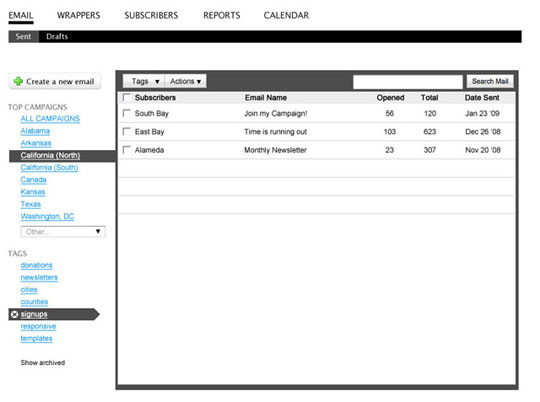 EMAIL WRAPPERS SUBSCRIBERS REPORTS CALENDAR
Sent Drafts
Create a new email
TOP CAMPAIGNS
ALL CAMPAIGNS
Alabama
Arkansas
California (North)
California (South)
Canada
Kansas
Texas
Washington, DC
Other...
TAGS
donations
newsletters
cities
counties
signups
responsive
templates
Show archived
Tags Actions Search Mail
Subscribers Email Name Opened Total Date Sent
South Bay Join my Campaign! 56 120 Jan 23 '09
East Bay Time is running out 103 623 Dec 26 '08
Alameda Monthly Newsletter 23 307 Nov 20 '08